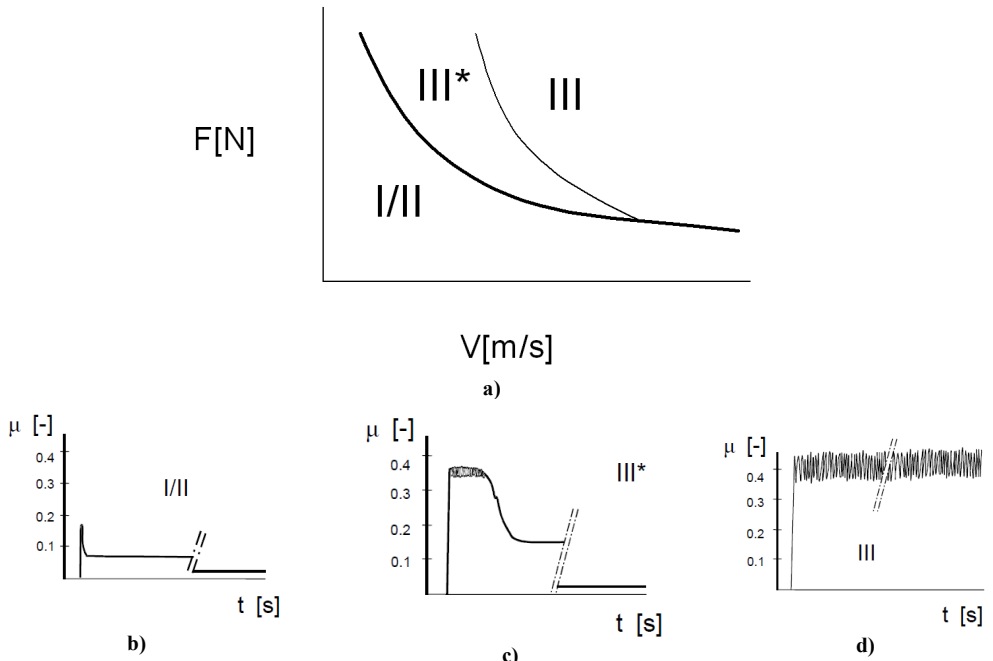 III*
III
F[N]
I/II
V[m/s]
a)
μ [-]
0.4
0.3
0.2
0.1
I/II
t [s]
b)
μ [-]
0.4
0.3
0.2
0.1
III*
t [s]
c)
μ [-]
0.4
0.3
0.2
0.1
III
t [s]
d)